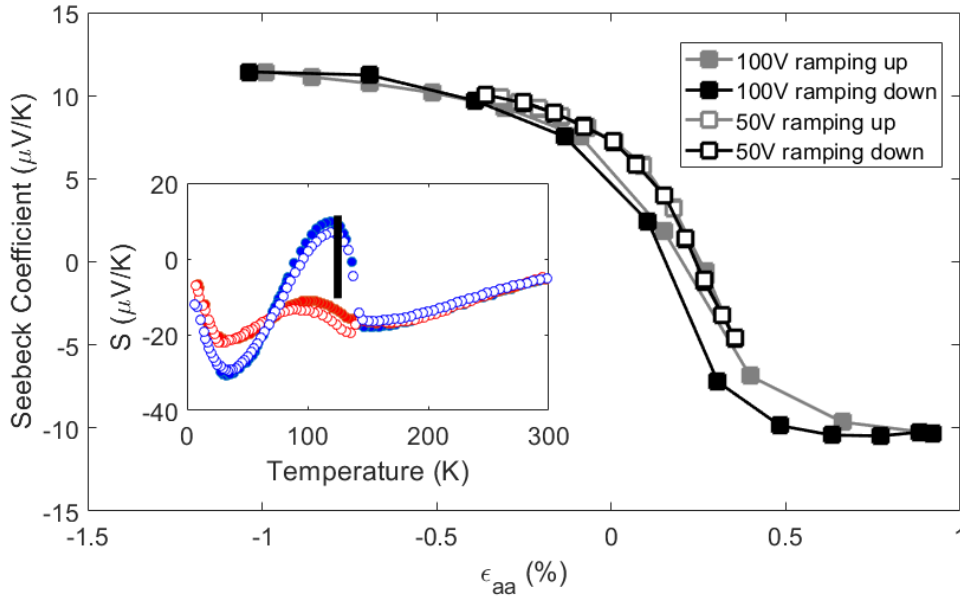 15
10
5
0
-5
-10
-15
Seebeck Coefficient (μV/K)
100V ramping up
100V ramping down
50V ramping up
50V ramping down
20
0
-20
-40
S (μV/K)
0
100
200
300
Temperature (K)
-1.5
-1
-0.5
0
0.5
1
ϵaa (%)